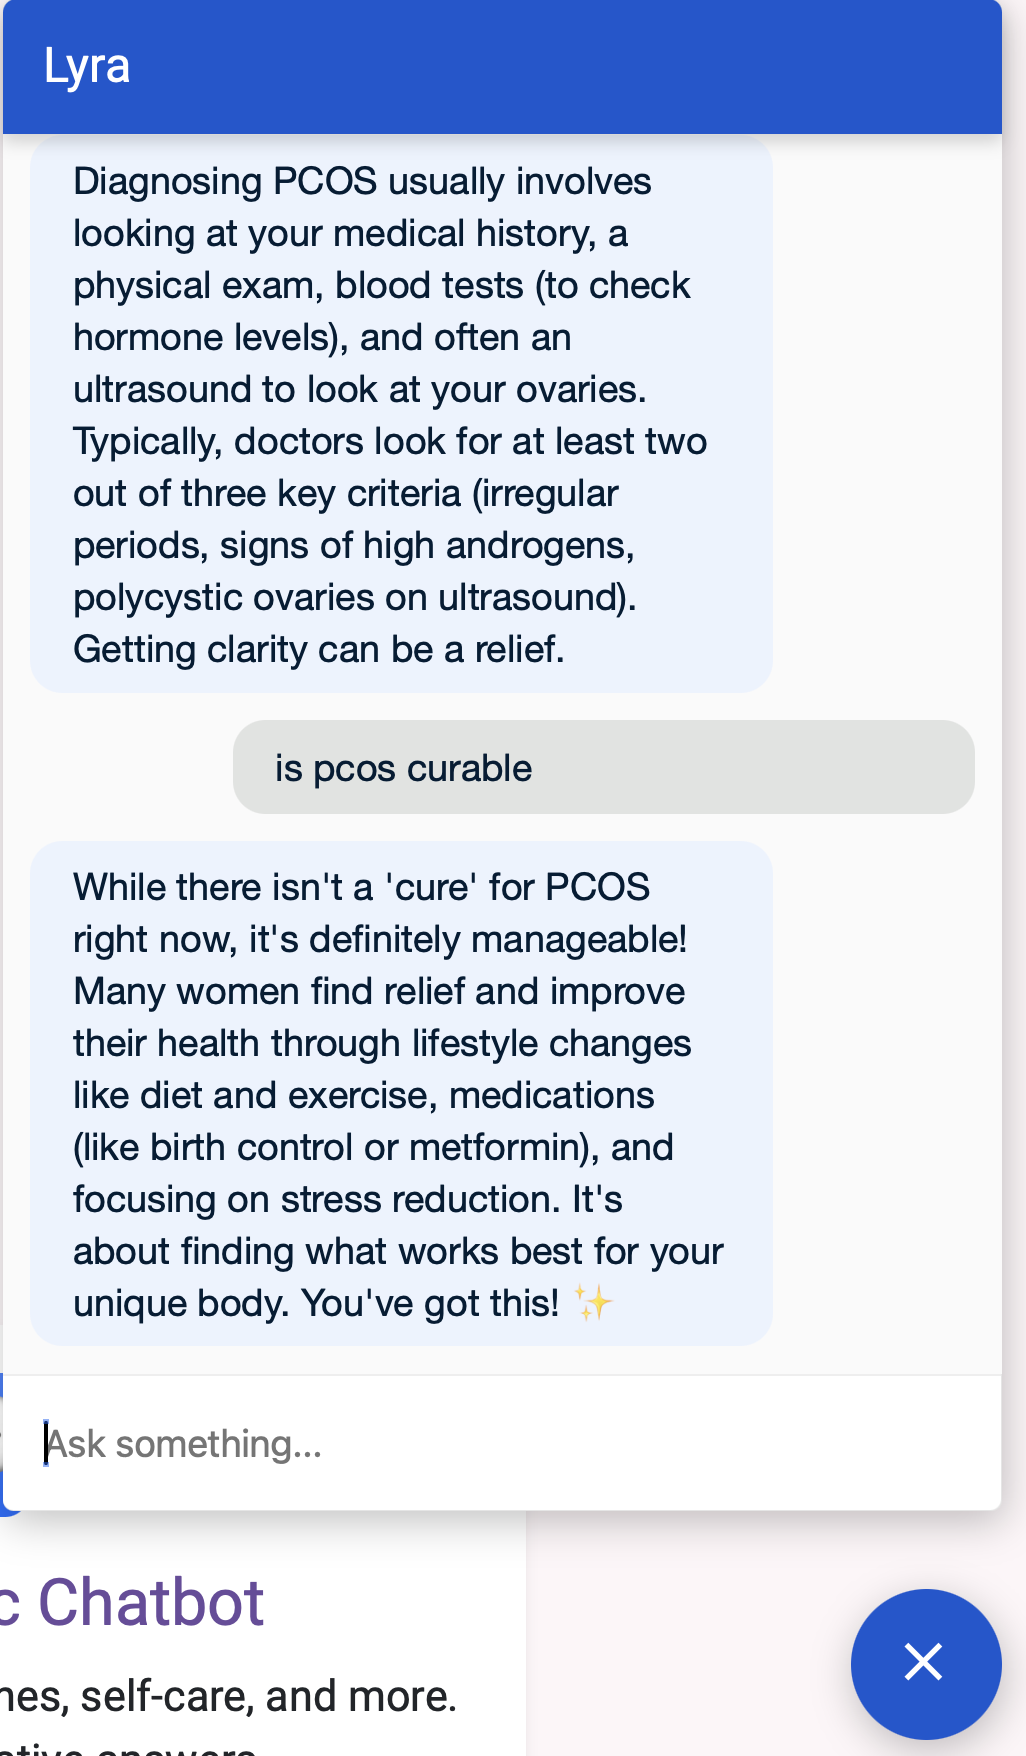 Lyra
Diagnosing PCOS usually involves
looking at your medical history, a
physical exam, blood tests (to check
hormone levels), and often an
ultrasound to look at your ovaries.
Typically, doctors look for at least two
out of three key criteria (irregular
periods, signs of high androgens,
polycystic ovaries on ultrasound).
Getting clarity can be a relief.
is pcos curable
While there isn't a 'cure' for PCOS
right now, it's definitely manageable!
Many women find relief and improve
their health through lifestyle changes
like diet and exercise, medications
(like birth control or metformin), and
focusing on stress reduction. It's
about finding what works best for your
unique body. You've got this! ✨
Ask something...
c Chatbot
nes, self-care, and more.